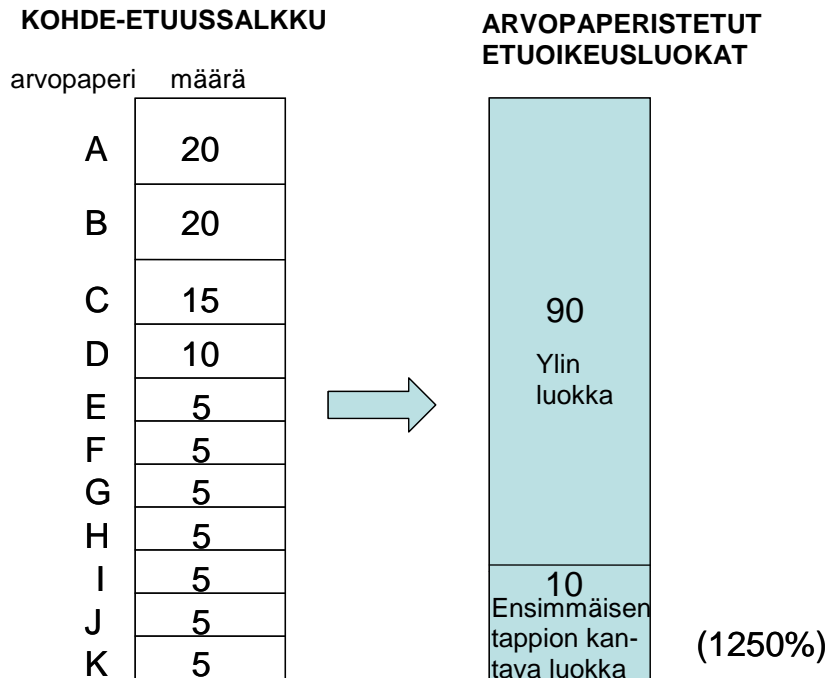 KOHDE-ETUUSSALKKU
arvopaperi määrä
A 20
B 20
C 15
D 10
E 5
F 5
G 5
H 5
I 5
J 5
K 5
ARVOPAPERISTETUT
ETUOIKEUSLUOKAT
90
Ylin
luokka
10
Ensimmäisen
tappion kan-
tava luokka
(1250%)